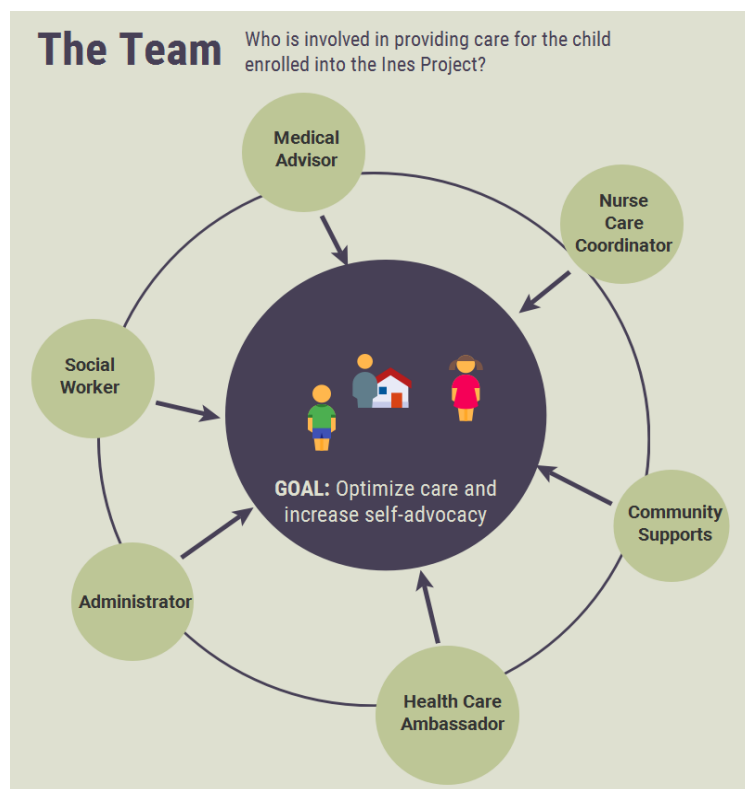 The Team
Who is involved in providing care for the child
enrolled into the Ines Project?
Medical
Advisor
Nurse
Care
Coordinator
Social
Worker
GOAL: Optimize care and
increase self-advocacy
Community
Supports
Administrator
Health Care
Ambassador